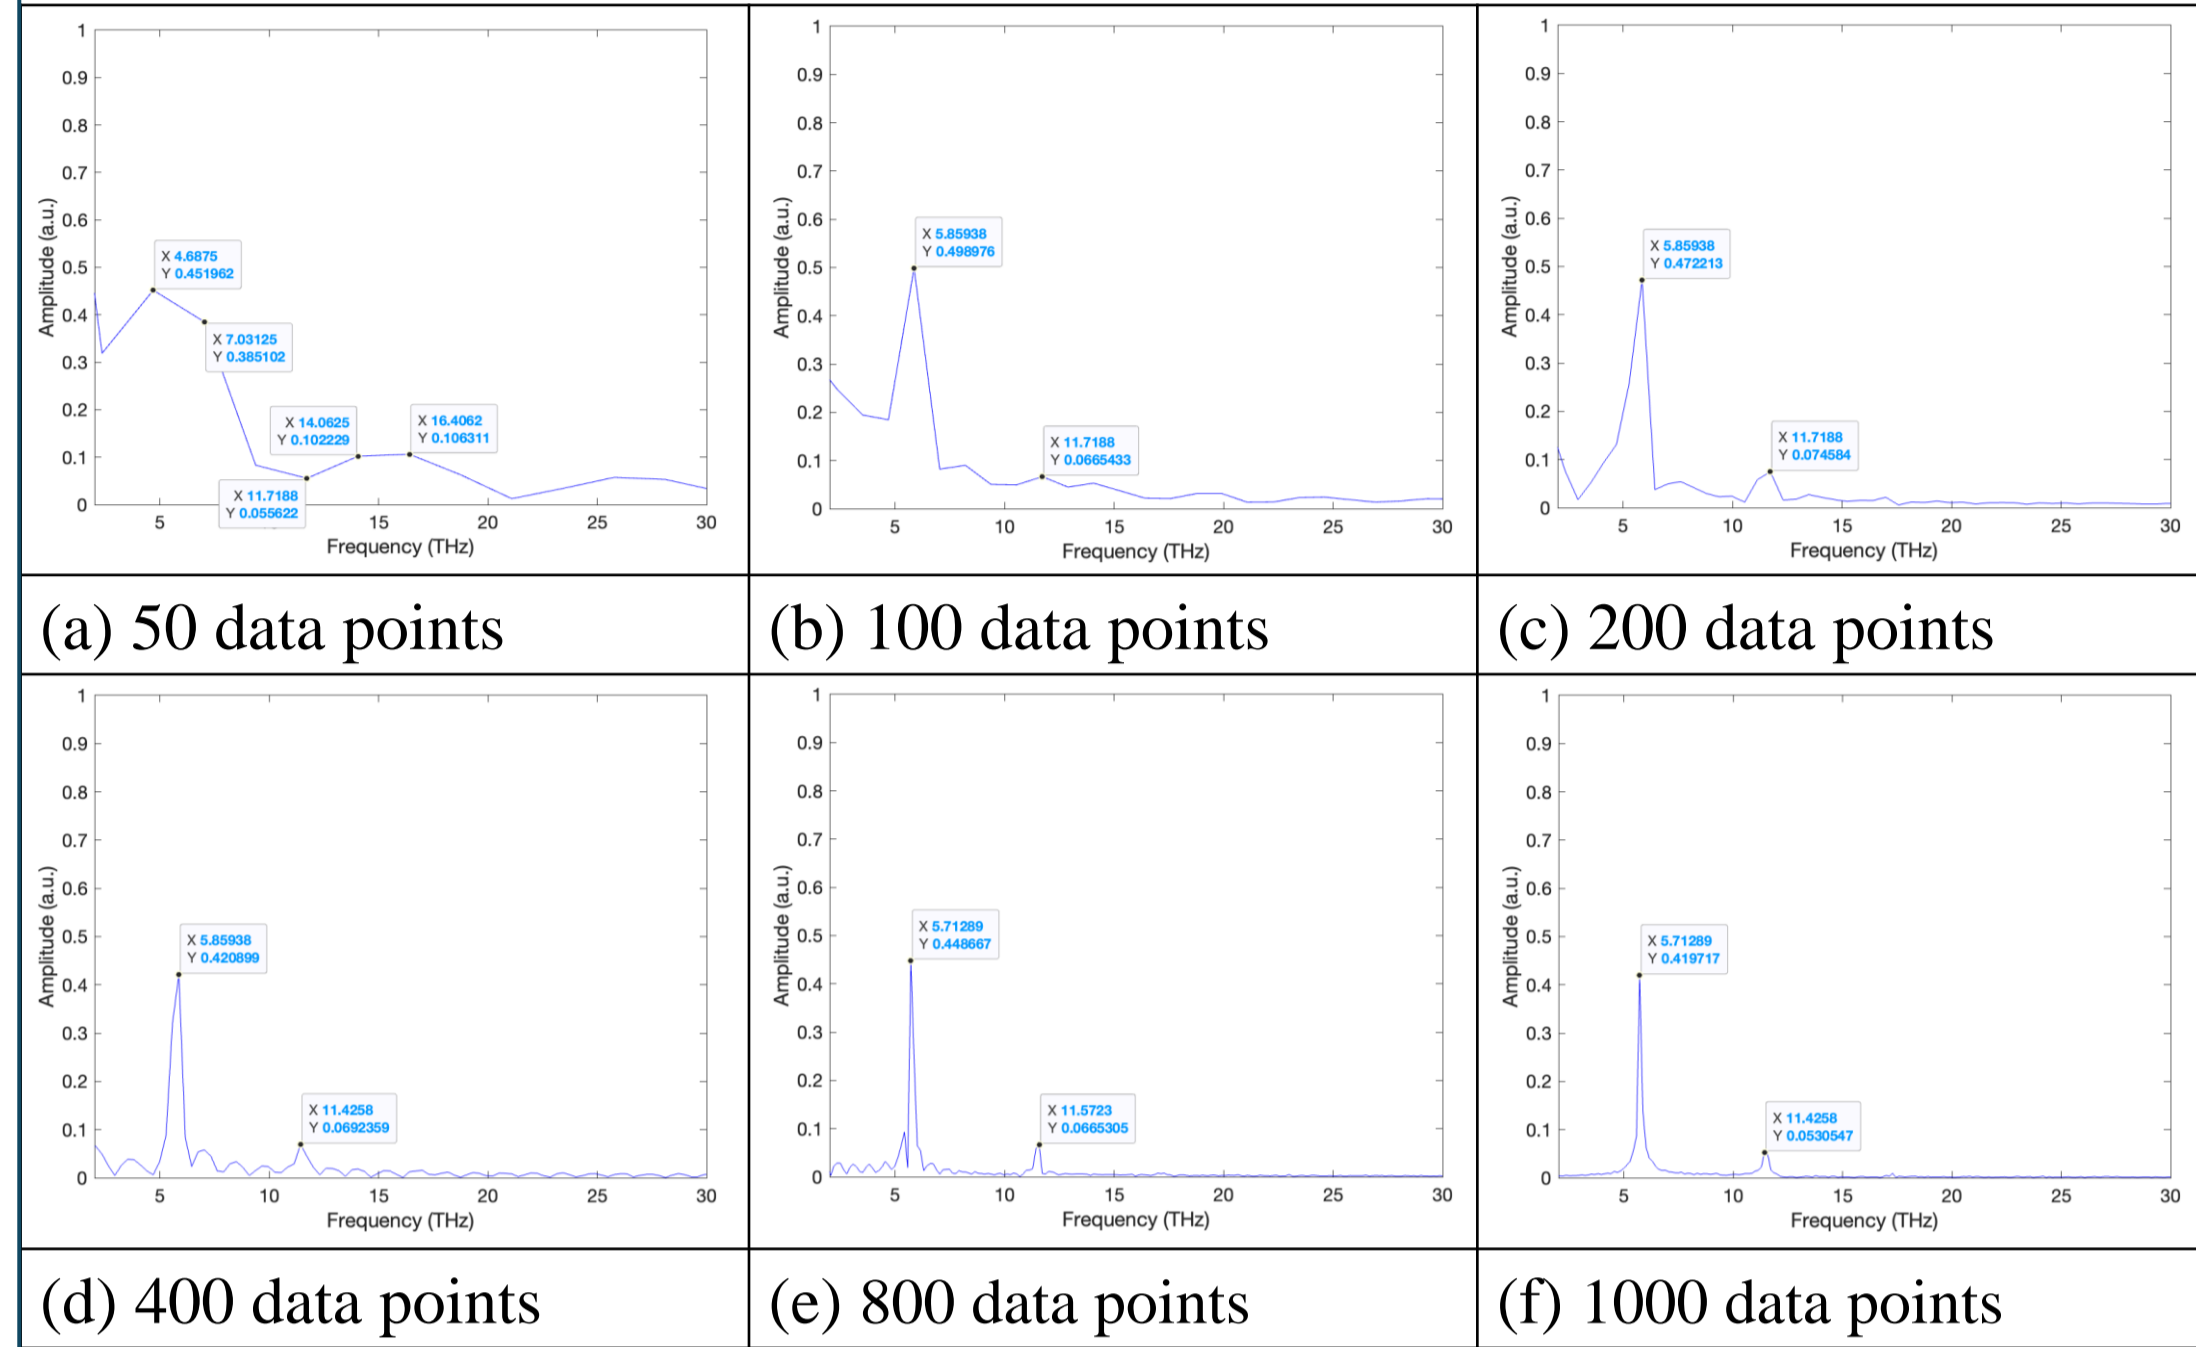 1
0.9
0.8
0.7
0.6
0.5
0.4
0.3
0.2
0.1
0
Amplitude (a.u.)
X 4.6875
Y 0.451962
X 7.03125
Y 0.385102
X 14.0625
Y 0.102229
X 16.4062
Y 0.106311
X 11.7188
Y 0.055622
5 15 20 25 30
Frequency (THz)
1
0.9
0.8
0.7
0.6
0.5
0.4
0.3
0.2
0.1
0
Amplitude (a.u.)
X 5.85938
Y 0.498976
X 11.7188
Y 0.0665433
5 10 15 20 25 30
Frequency (THz)
1
0.9
0.8
0.7
0.6
0.5
0.4
0.3
0.2
0.1
0
Amplitude (a.u.)
X 5.85938
Y 0.472213
X 11.7188
Y 0.074584
5 10 15 20 25 30
Frequency (THz)
(a) 50 data points
(b) 100 data points
(c) 200 data points
1
0.9
0.8
0.7
0.6
0.5
0.4
0.3
0.2
0.1
0
Amplitude (a.u.)
X 5.85938
Y 0.420899
X 11.4258
Y 0.0692359
5 10 15 20 25 30
Frequency (THz)
1
0.9
0.8
0.7
0.6
0.5
0.4
0.3
0.2
0.1
0
Amplitude (a.u.)
X 5.71289
Y 0.448667
X 11.5723
Y 0.0665305
5 10 15 20 25 30
Frequency (THz)
1
0.9
0.8
0.7
0.6
0.5
0.4
0.3
0.2
0.1
0
Amplitude (a.u.)
X 5.71289
Y 0.419717
X 11.4258
Y 0.0530547
5 10 15 20 25 30
Frequency (THz)
(d) 400 data points
(e) 800 data points
(f) 1000 data points